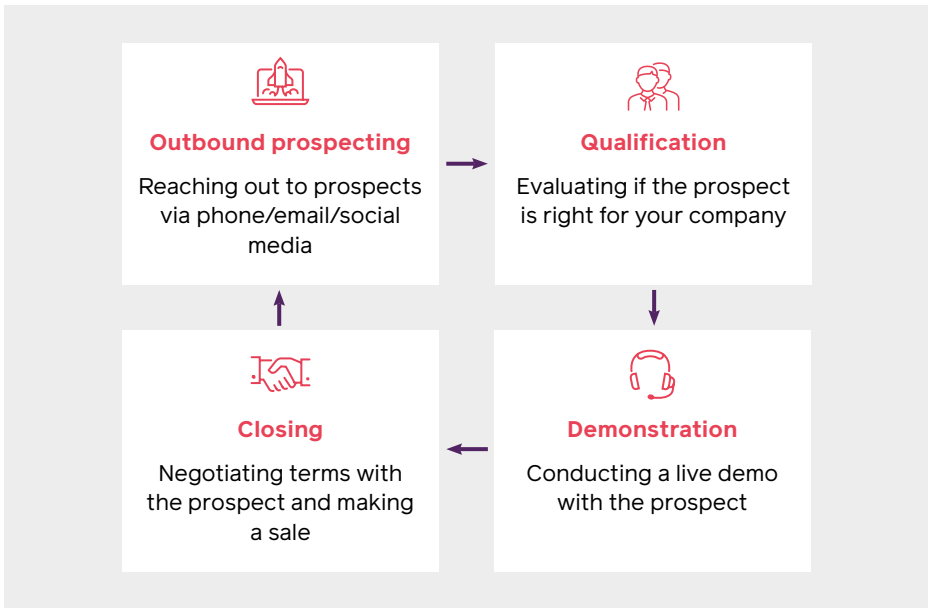 Outbound prospecting
Reaching out to prospects
via phone/email/social
media
Qualification
Evaluating if the prospect
is right for your company
Demonstration
Conducting a live demo
with the prospect
Closing
Negotiating terms with
the prospect and making
a sale